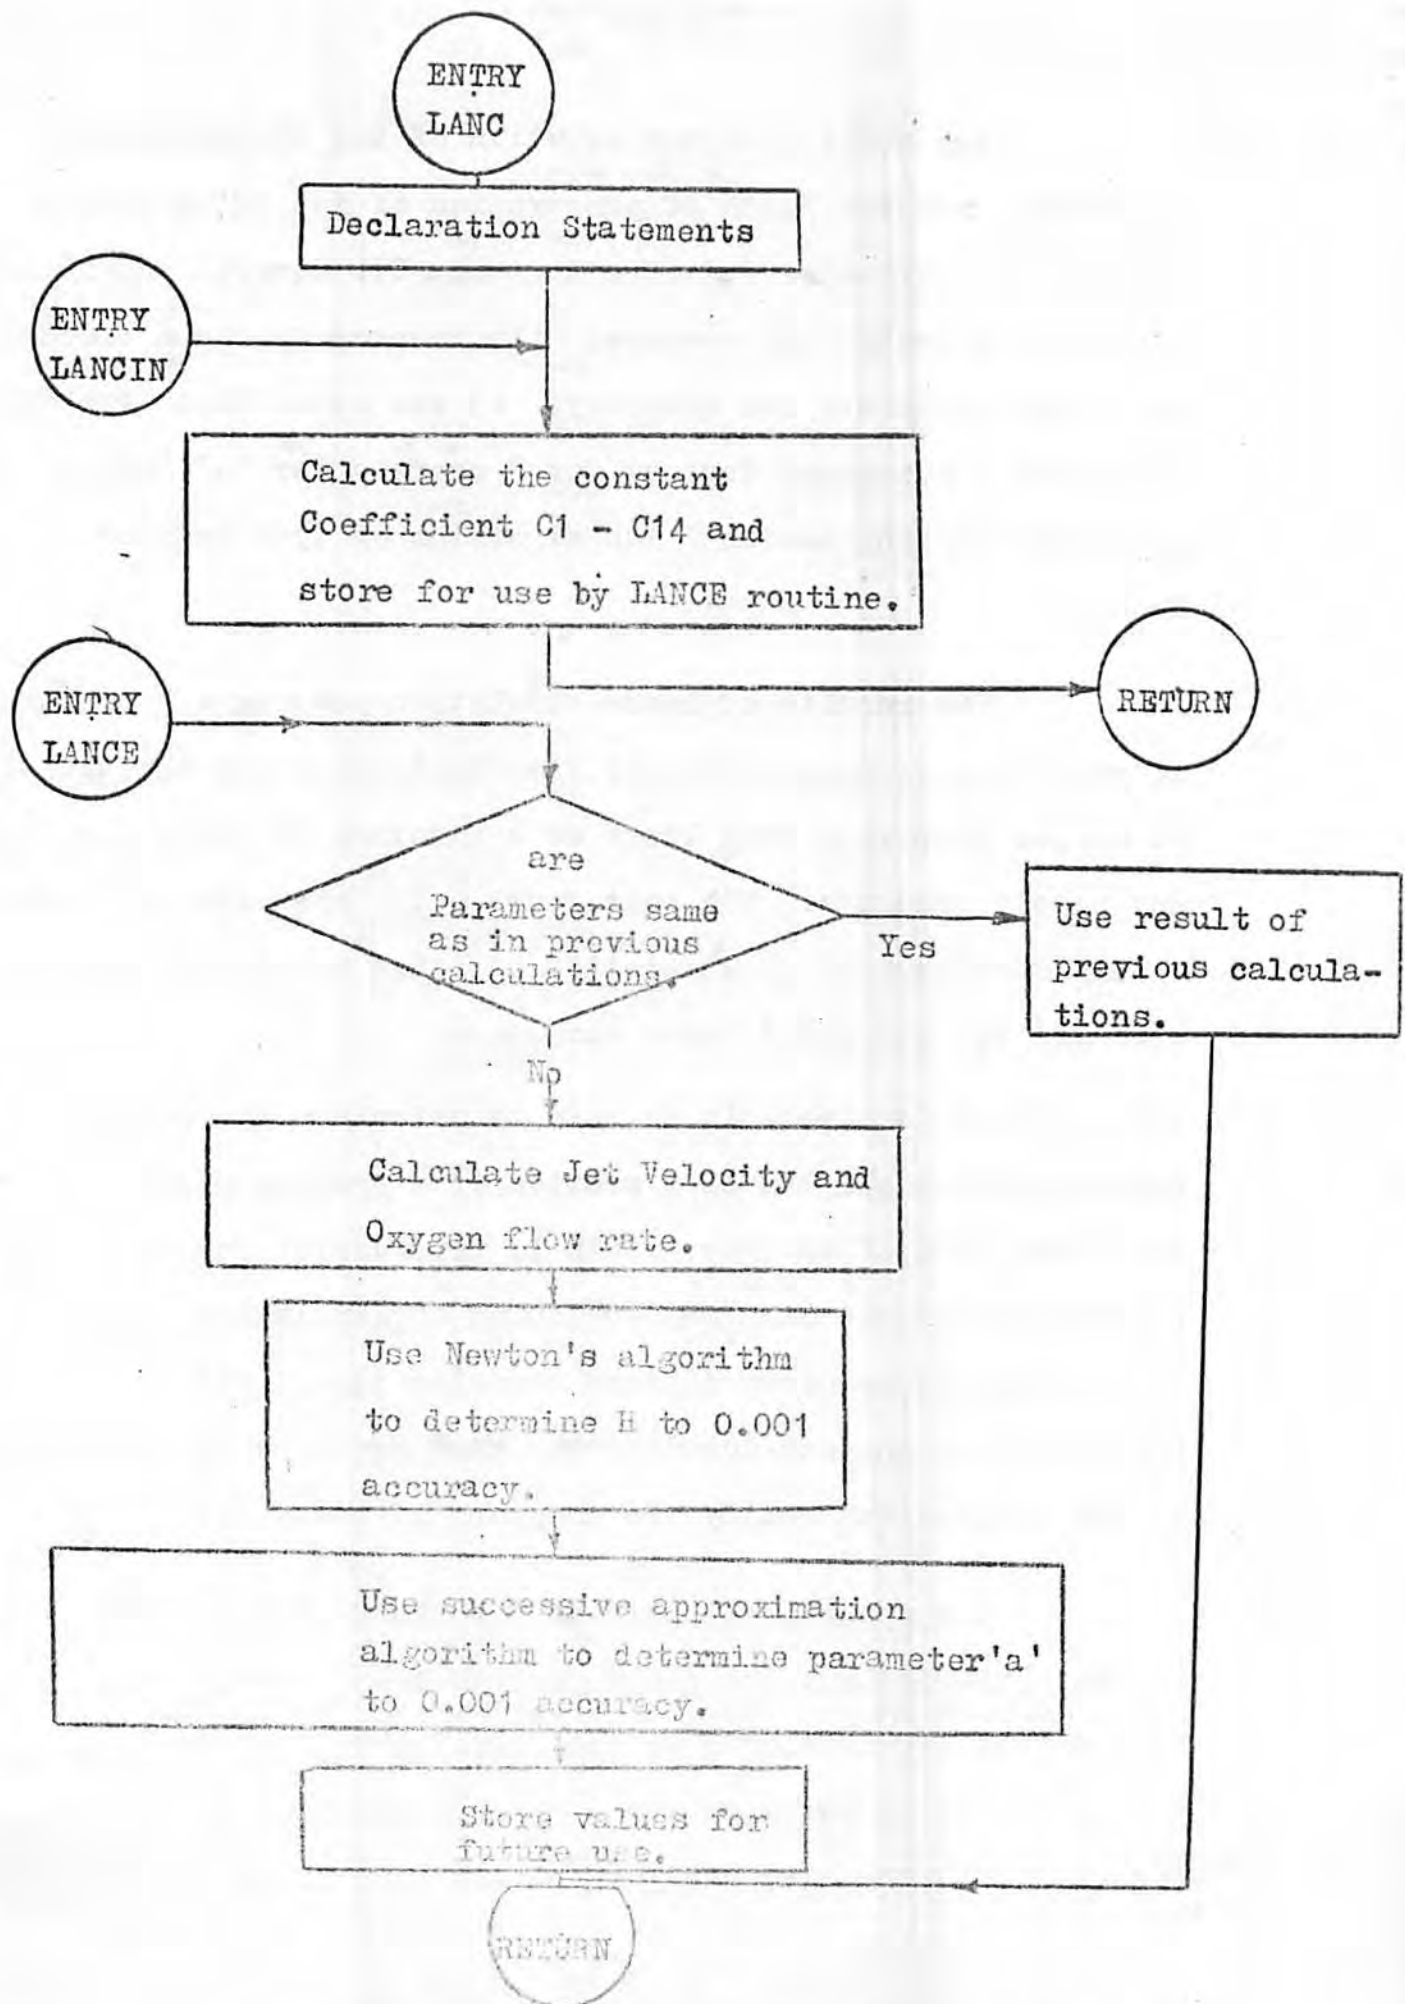 ENTRY
LANC
Declaration Statements
ENTRY
LANCIN
Calculate the constant
Coefficient C1 - C14 and
store for use by LANCE routine.
ENTRY
LANCE
RETURN
are
Parameters same
as in previous
calculations.
Yes
Use result of
previous calcula-
tions.
No
Calculate Jet Velocity and
Oxygen flow rate.
Use Newton's algorithm
to determine H to 0.001
accuracy.
Use successive approximation
algorithm to determine parameter'a'
to 0.001 accuracy.
Store values for
future use.
RETURN